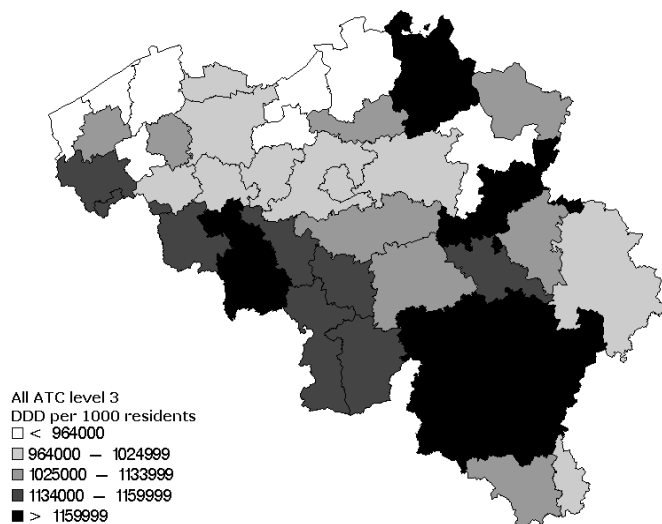 All ATC level 3
DDD per 1000 residents
< 964000
964000 – 1024999
1025000 – 1133999
1134000 – 1159999
> 1159999